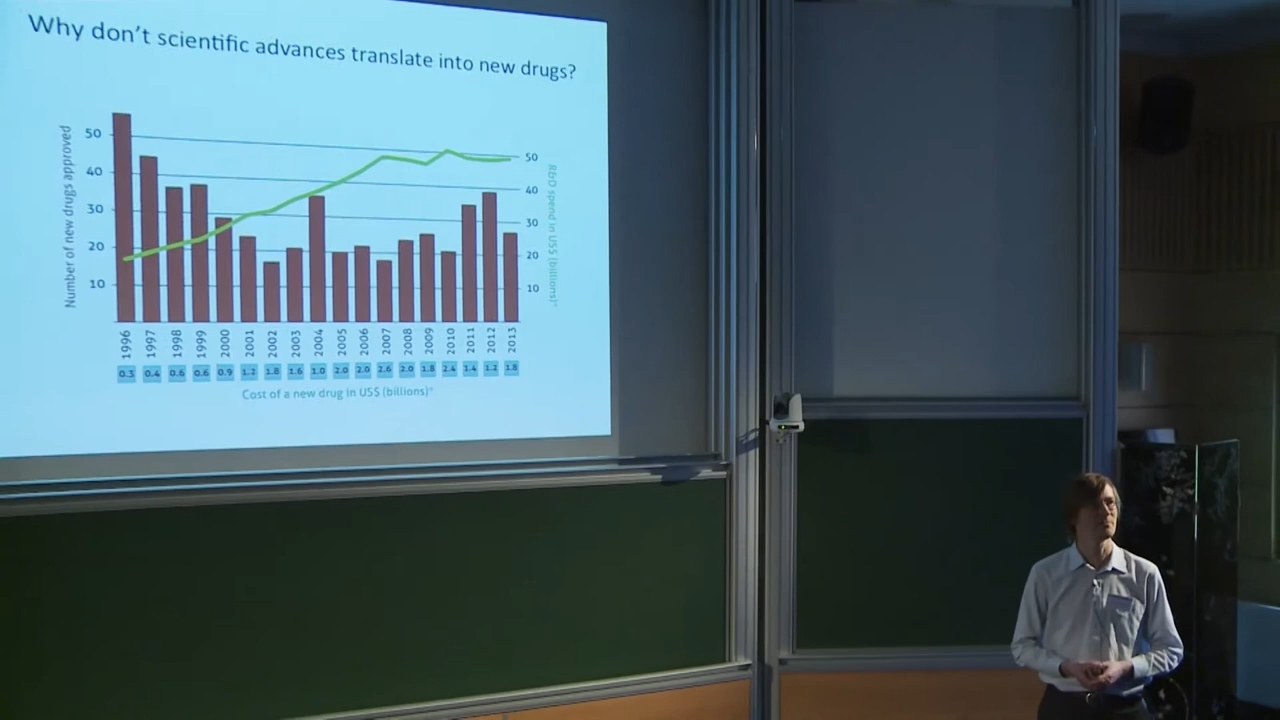 Why don't scientific advances translate into new drugs?
Number of new drugs approved
50
40
30
20
10
50
40
30
20
10
R&D spend in US$ (billions)*
1996 1997 1998 1999 2000 2001 2002 2003 2004 2005 2006 2007 2008 2009 2010 2011 2012 2013
0.3 0.4 0.6 0.6 0.9 1.2 1.8 1.6 1.0 2.0 2.0 2.6 2.0 1.8 2.4 1.4 1.2 1.8
Cost of a new drug in US$ (billions)*